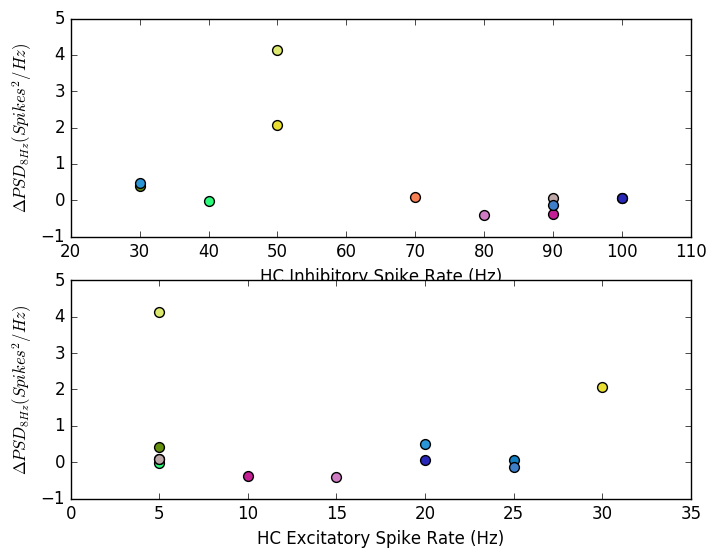 5
4
3
2
1
0
−1
ΔPSD8Hz(Spikes²/Hz)
20 30 40 50 60 70 80 90 100 110
HC Inhibitory Spike Rate (Hz)
5
4
3
2
1
0
−1
ΔPSD8Hz(Spikes²/Hz)
0 5 10 15 20 25 30 35
HC Excitatory Spike Rate (Hz)